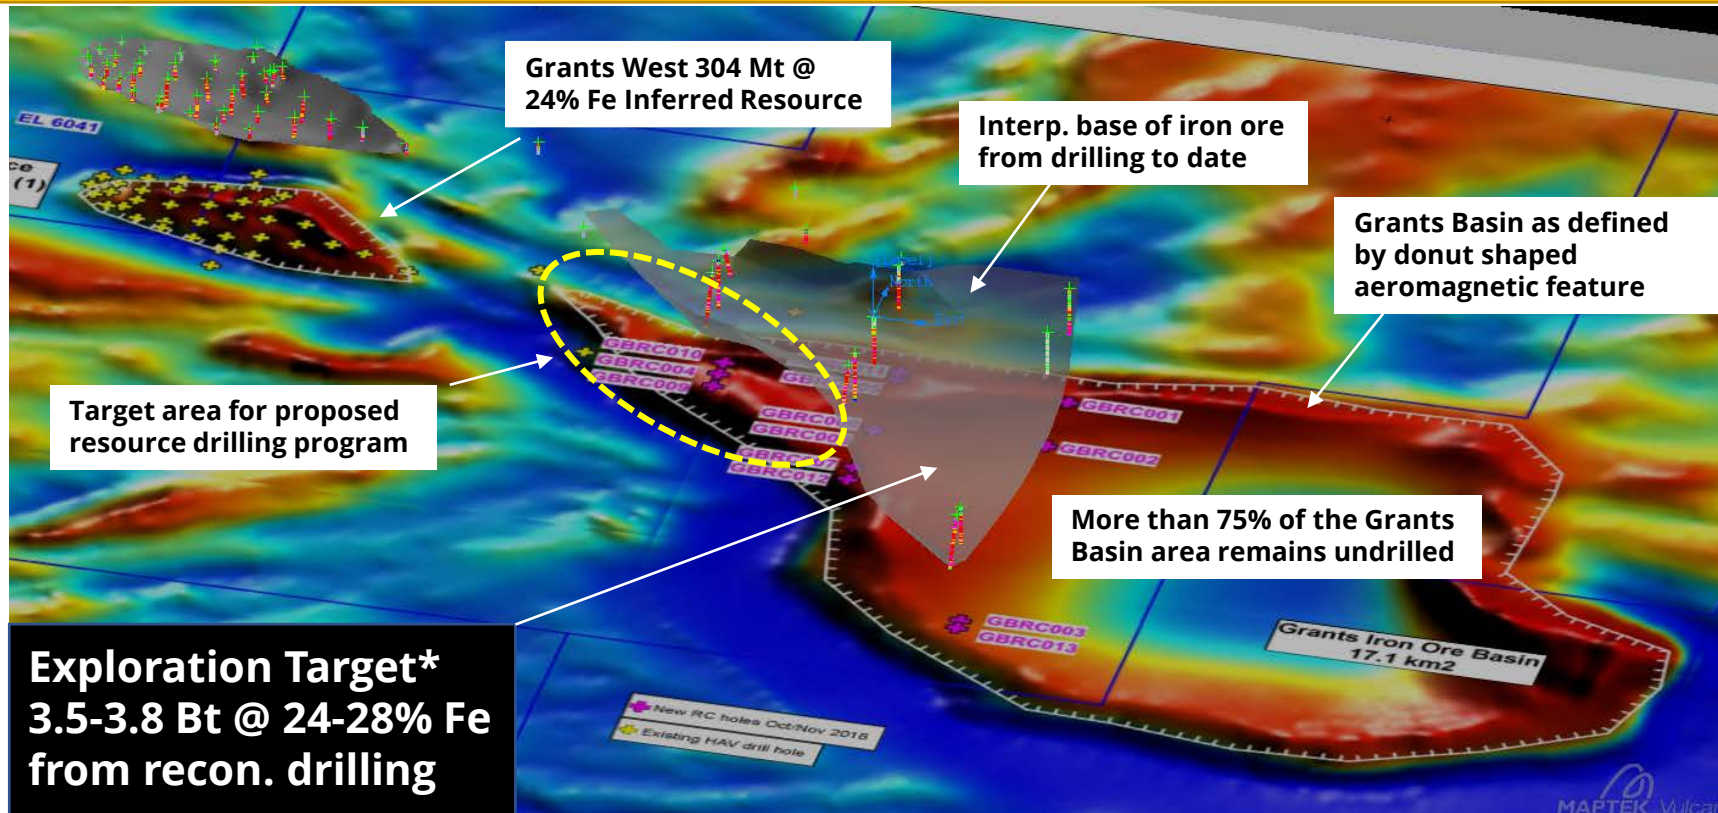 Grants West 304 Mt @
24% Fe Inferred Resource
Interp. base of iron ore
from drilling to date
Grants Basin as defined
by donut shaped
aeromagnetic feature
EL 6041
(1)
North
GBRC010
GBRC004
GBRC009
GBRC001
GBRC002
GBRC012
Target area for proposed
resource drilling program
More than 75% of the Grants
Basin area remains undrilled
GBRC003
GBRC013
Grants Iron Ore Basin
17.1 km2
Exploration Target*
3.5-3.8 Bt @ 24-28% Fe
from recon. drilling
New RC holes Oct/Nov 2018
Existing HAV drill hole
MAPTEK Vulcan